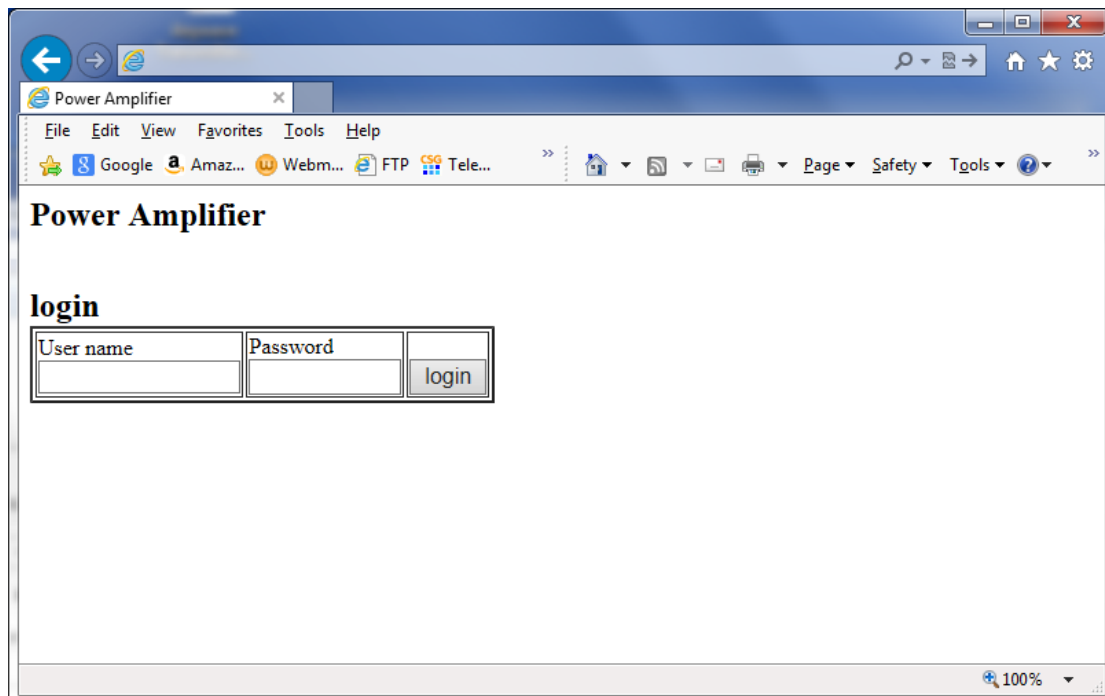 Power Amplifier
File Edit View Favorites Tools Help
Google Amaz... Webm... FTP Tele... Page Safety Tools
Power Amplifier
login
User name Password
login
100%